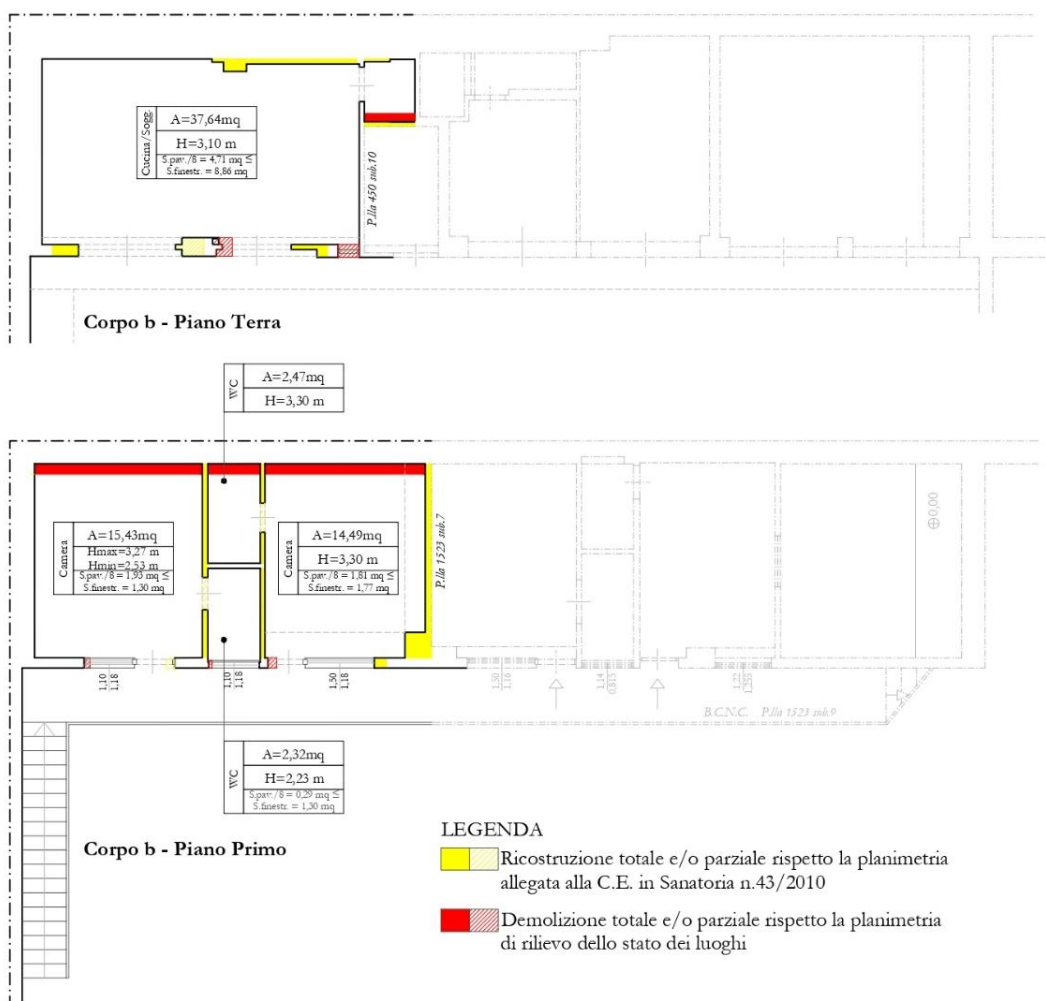 Cucina/Sogg.
A=37,64mq
H=3,10 m
S.pav./8 = 4,71 mq ≤
S.finestr. = 8,86 mq
P.lla 450 sub.10
Corpo b - Piano Terra
WC
A=2,47mq
H=3,30 m
Camera
A=15,43mq
Hmax=3,27 m
Hmin=2,53 m
S.pav./8 = 1,93 mq ≤
S.finestr. = 1,30 mq
Camera
A=14,49mq
H=3,30 m
S.pav./8 = 1,81 mq ≤
S.finestr. = 1,77 mq
P.lla 1523 sub.7
0,00
1,10
1,18
1,10
1,18
1,50
1,18
1,50
1,16
1,14
0,815
1,22
B.C.N.C. P.lla 1523 sub.9
WC
A=2,32mq
H=2,23 m
S.pav./8 = 0,29 mq ≤
S.finestr. = 1,30 mq
Corpo b - Piano Primo
LEGENDA
Ricostruzione totale e/o parziale rispetto la planimetria
allegata alla C.E. in Sanatoria n.43/2010
Demolizione totale e/o parziale rispetto la planimetria
di rilievo dello stato dei luoghi